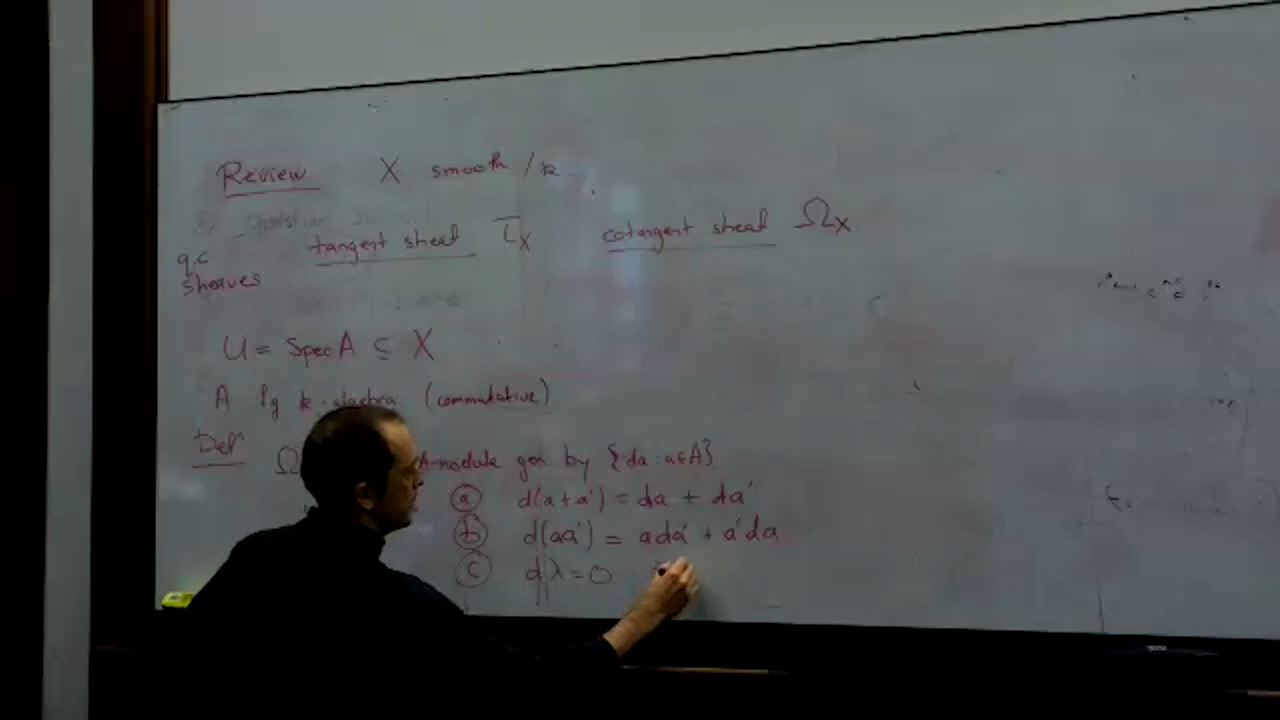 Review X smooth /k
tangent sheaf T_X cotangent sheaf Ω_X
q.c
sheaves
U = Spec A ⊆ X
A fg k-algebra (commutative)
Def Ω A-module gen by {da : a∈A}
(a) d(a+a') = da + da'
(b) d(aa') = ada' + a'da
(c) dλ = 0